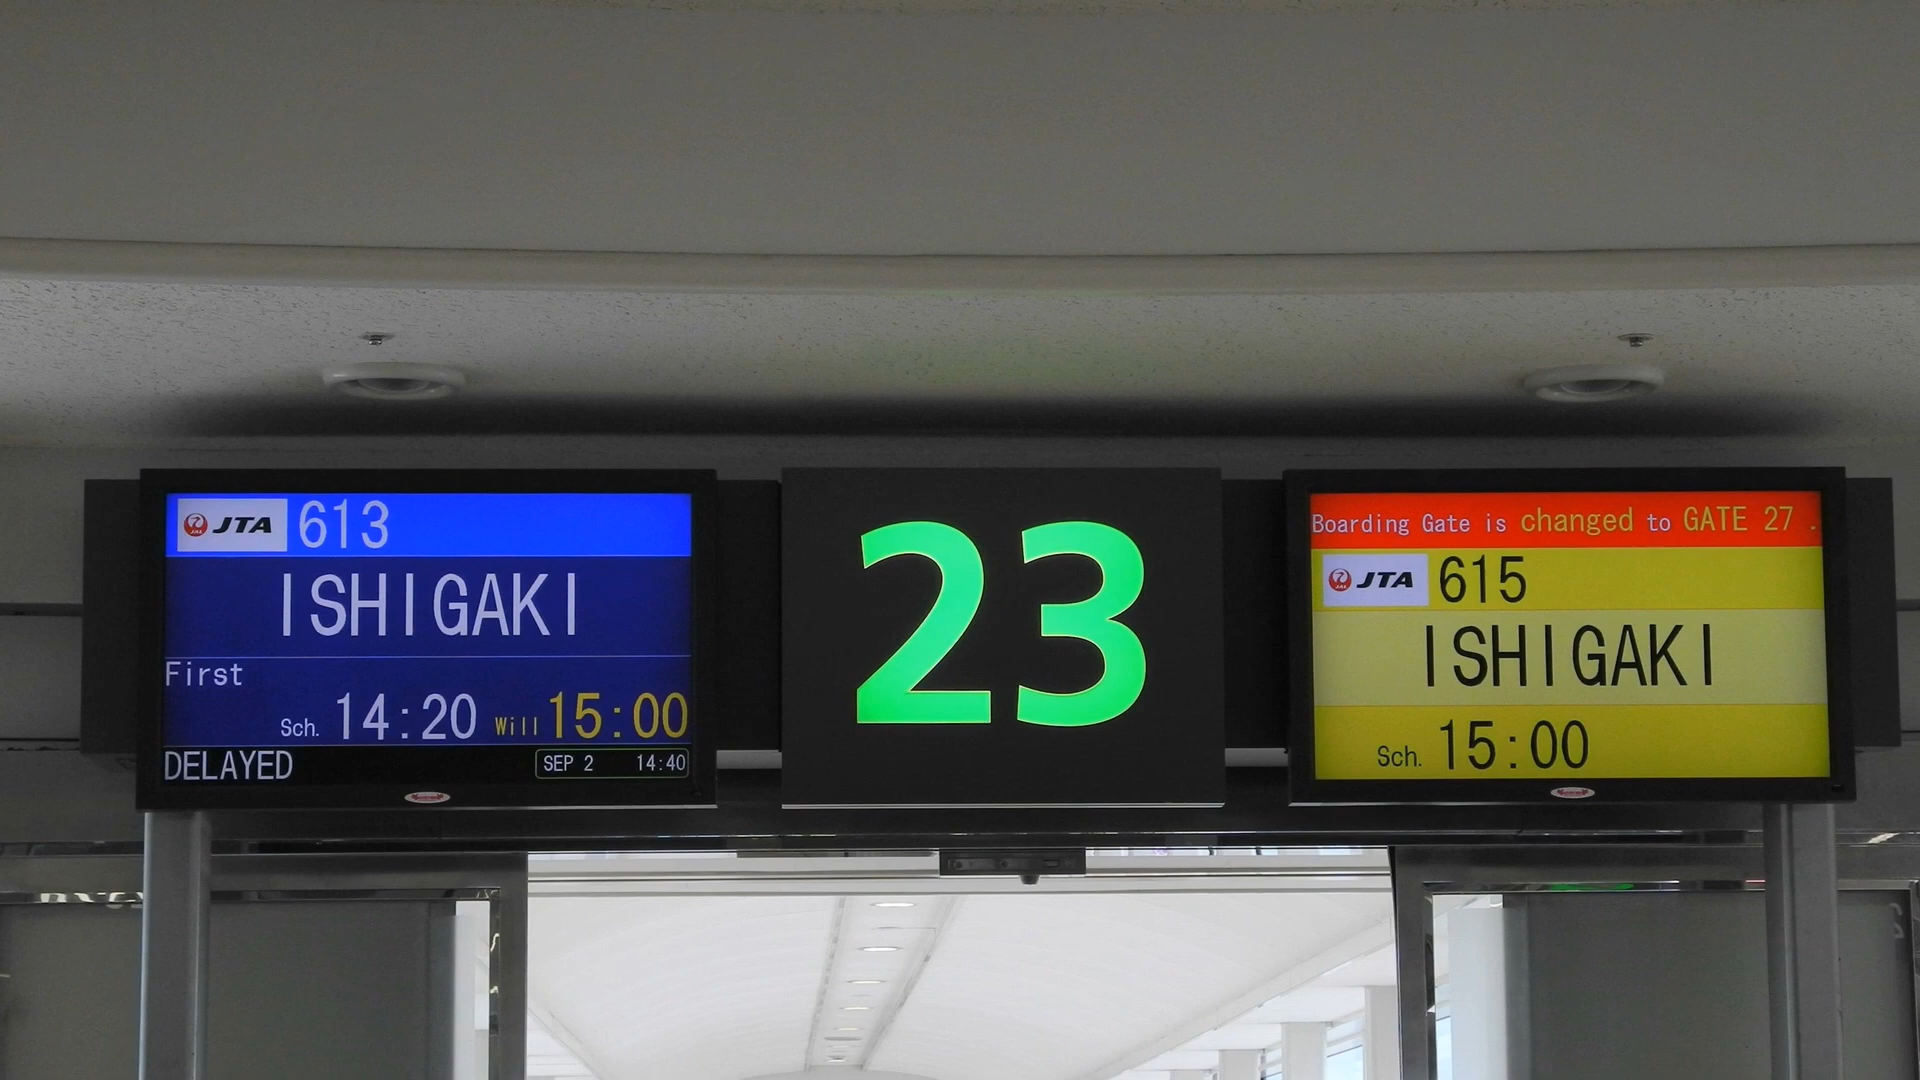 JTA 613
ISHIGAKI
First
Sch. 14:20 Will 15:00
DELAYED SEP 2 14:40
23
Boarding Gate is changed to GATE 27 .
JTA 615
ISHIGAKI
Sch. 15:00